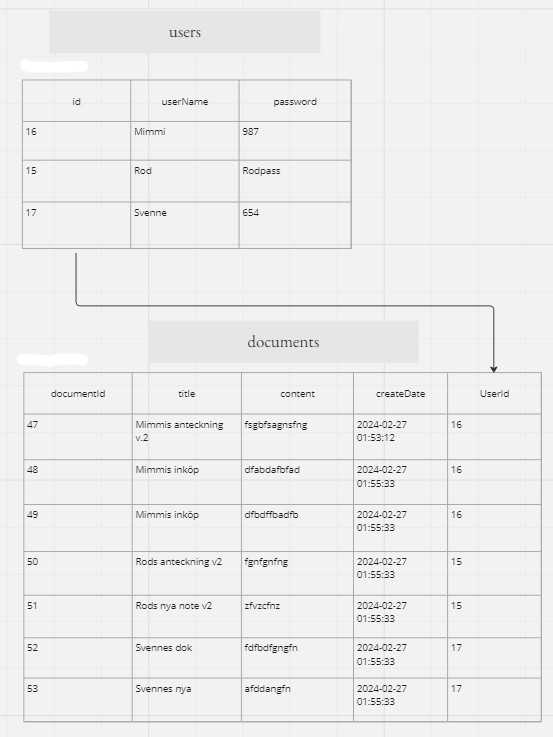 users
id userName password
16 Mimmi 987
15 Rod Rodpass
17 Svenne 654
documents
documentId title content createDate UserId
47 Mimmis anteckning fsgbfsagnsfng 2024-02-27 16
v.2 01:53:12
48 Mimmis inköp dfabdafbfad 2024-02-27 16
01:55:33
49 Mimmis inköp dfbdffbadfb 2024-02-27 16
01:55:33
50 Rods anteckning v2 fgnfgnfng 2024-02-27 15
01:55:33
51 Rods nya note v2 zfvzcfnz 2024-02-27 15
01:55:33
52 Svennes dok fdfbdfgngfn 2024-02-27 17
01:55:33
53 Svennes nya afddangfn 2024-02-27 17
01:55:33